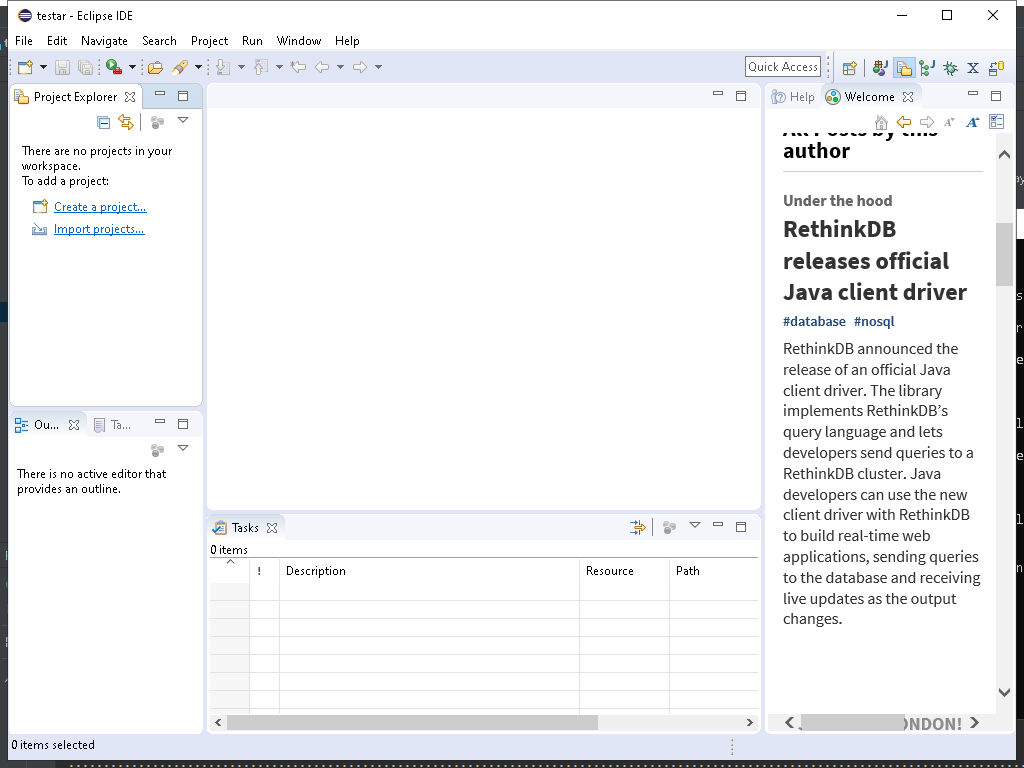 testar - Eclipse IDE
File Edit Navigate Search Project Run Window Help
Quick Access
Project Explorer
There are no projects in your
workspace.
To add a project:
Create a project...
Import projects...
Ou...
Ta...
There is no active editor that
provides an outline.
Tasks
0 items
! Description Resource Path
Help
Welcome
All Posts by this
author
Under the hood
RethinkDB
releases official
Java client driver
#database #nosql
RethinkDB announced the
release of an official Java
client driver. The library
implements RethinkDB’s
query language and lets
developers send queries to a
RethinkDB cluster. Java
developers can use the new
client driver with RethinkDB
to build real-time web
applications, sending queries
to the database and receiving
live updates as the output
changes.
ONDON!
0 items selected